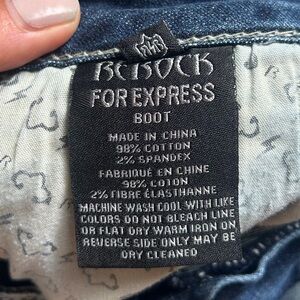 REROCK
FOR EXPRESS
BOOT
MADE IN CHINA
98% COTTON
2% SPANDEX
FABRIQUÉ EN CHINE
98% COTON
2% FIBRE ÉLASTHANNE
MACHINE WASH COOL WITH LIKE
COLORS DO NOT BLEACH LINE
OR FLAT DRY WARM IRON ON
REVERSE SIDE ONLY MAY BE
DRY CLEANED